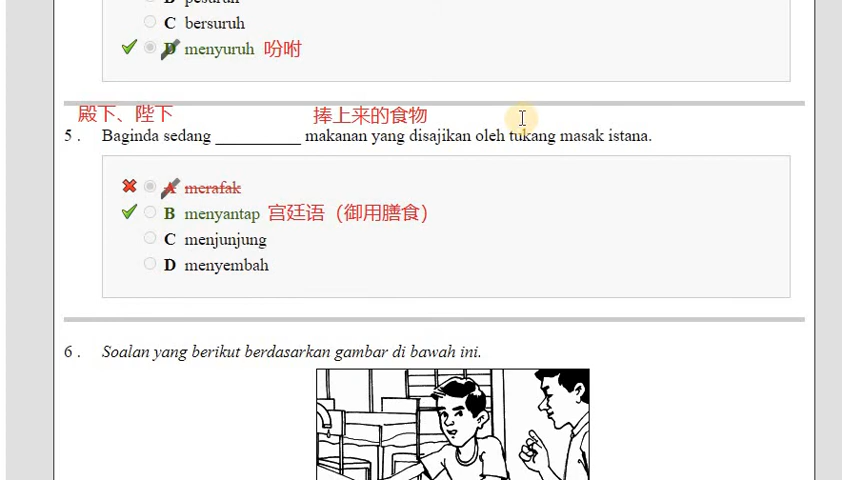 C bersuruh
D menyuruh 吩咐
殿下、陛下 捧上来的食物
5 . Baginda sedang __________ makanan yang disajikan oleh tukang masak istana.
A merafak
B menyantap 宫廷语（御用膳食）
C menjunjung
D menyembah
6 . Soalan yang berikut berdasarkan gambar di bawah ini.